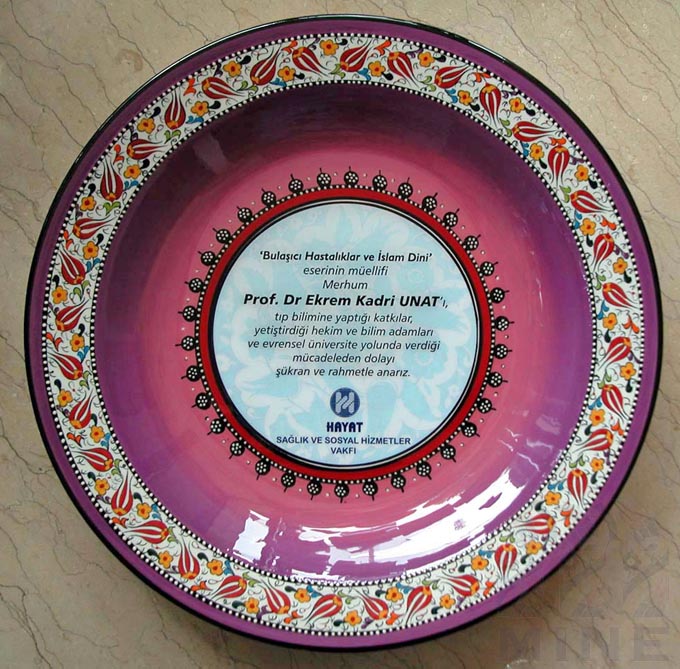 'Bulaşıcı Hastalıklar ve İslam Dini'
eserinin müellifi
Merhum
Prof. Dr Ekrem Kadri UNAT'ı,
tıp bilimine yaptığı katkılar,
yetiştirdiği hekim ve bilim adamları
ve evrensel üniversite yolunda verdiği
mücadeleden dolayı
şükran ve rahmetle anarız.
HAYAT
SAĞLIK VE SOSYAL HİZMETLER
VAKFI
MINE